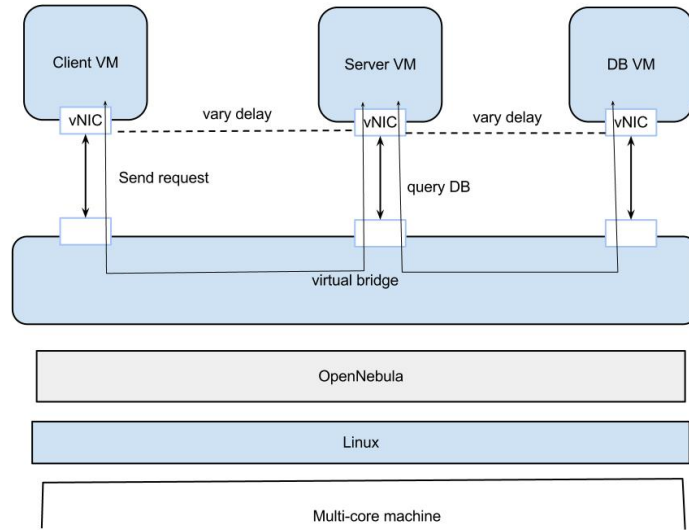 Client VM
Server VM
DB VM
vNIC
vary delay
vNIC
vary delay
vNIC
Send request
query DB
virtual bridge
OpenNebula
Linux
Multi-core machine